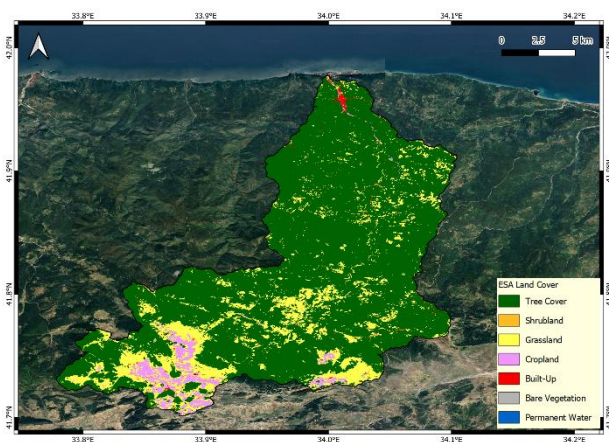 33.8°E 33.9°E 34.0°E 34.1°E 34.2°E
42.0°N
0 2.5 5 km
41.9°N 41.9°N
41.8°N
ESA Land Cover
Tree Cover
Shrubland
Grassland
Cropland
Built-Up
Bare Vegetation
Permanent Water
41.7°N
33.8°E 33.9°E 34.0°E 34.1°E 34.2°E